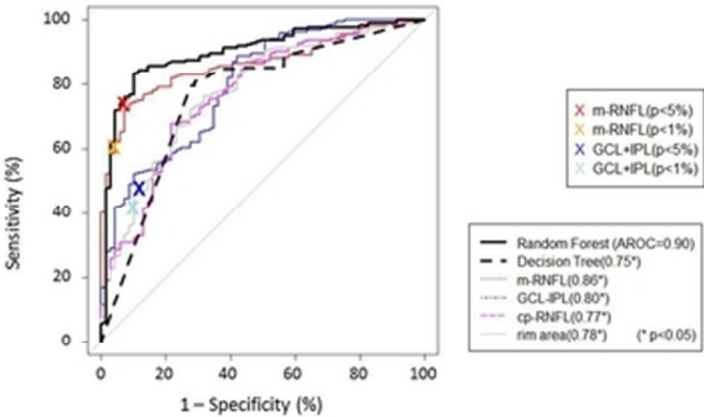 100
80
60
40
20
0
Sensitivity (%)
0 20 40 60 80 100
1 – Specificity (%)
X m-RNFL(p<5%)
X m-RNFL(p<1%)
X GCL+IPL(p<5%)
X GCL+IPL(p<1%)
Random Forest (AROC=0.90)
Decision Tree(0.75*)
m-RNFL(0.86*)
GCL-IPL(0.80*)
cp-RNFL(0.77*)
rim area(0.78*) (* p<0.05)